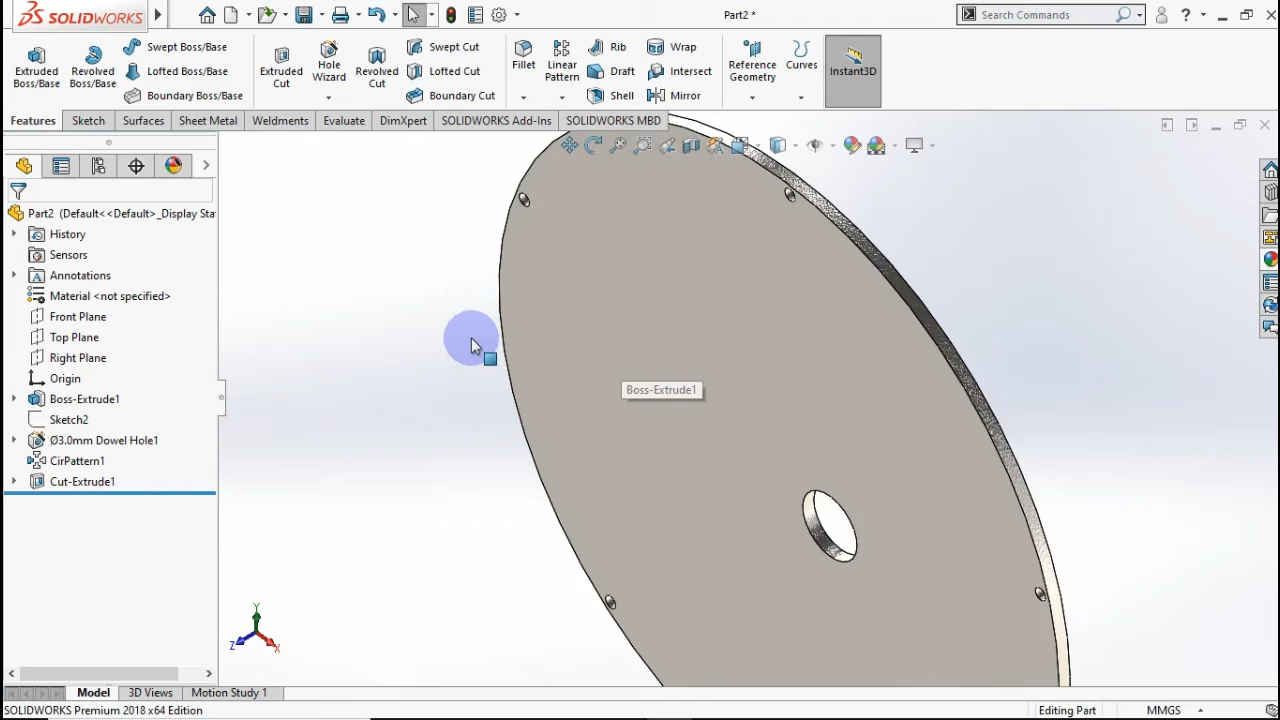 SOLIDWORKS
Part2 *
Search Commands
?
Extruded
Boss/Base
Revolved
Boss/Base
Swept Boss/Base
Lofted Boss/Base
Boundary Boss/Base
Extruded
Cut
Hole
Wizard
Revolved
Cut
Swept Cut
Lofted Cut
Boundary Cut
Fillet
Linear
Pattern
Rib
Draft
Shell
Wrap
Intersect
Mirror
Reference
Geometry
Curves
Instant3D
Features
Sketch
Surfaces
Sheet Metal
Weldments
Evaluate
DimXpert
SOLIDWORKS Add-Ins
SOLIDWORKS MBD
Part2 (Default<<Default>_Display Sta
History
Sensors
Annotations
Material <not specified>
Front Plane
Top Plane
Right Plane
Origin
Boss-Extrude1
Sketch2
Ø3.0mm Dowel Hole1
CirPattern1
Cut-Extrude1
Boss-Extrude1
Y
Z
X
Model
3D Views
Motion Study 1
SOLIDWORKS Premium 2018 x64 Edition
Editing Part
MMGS